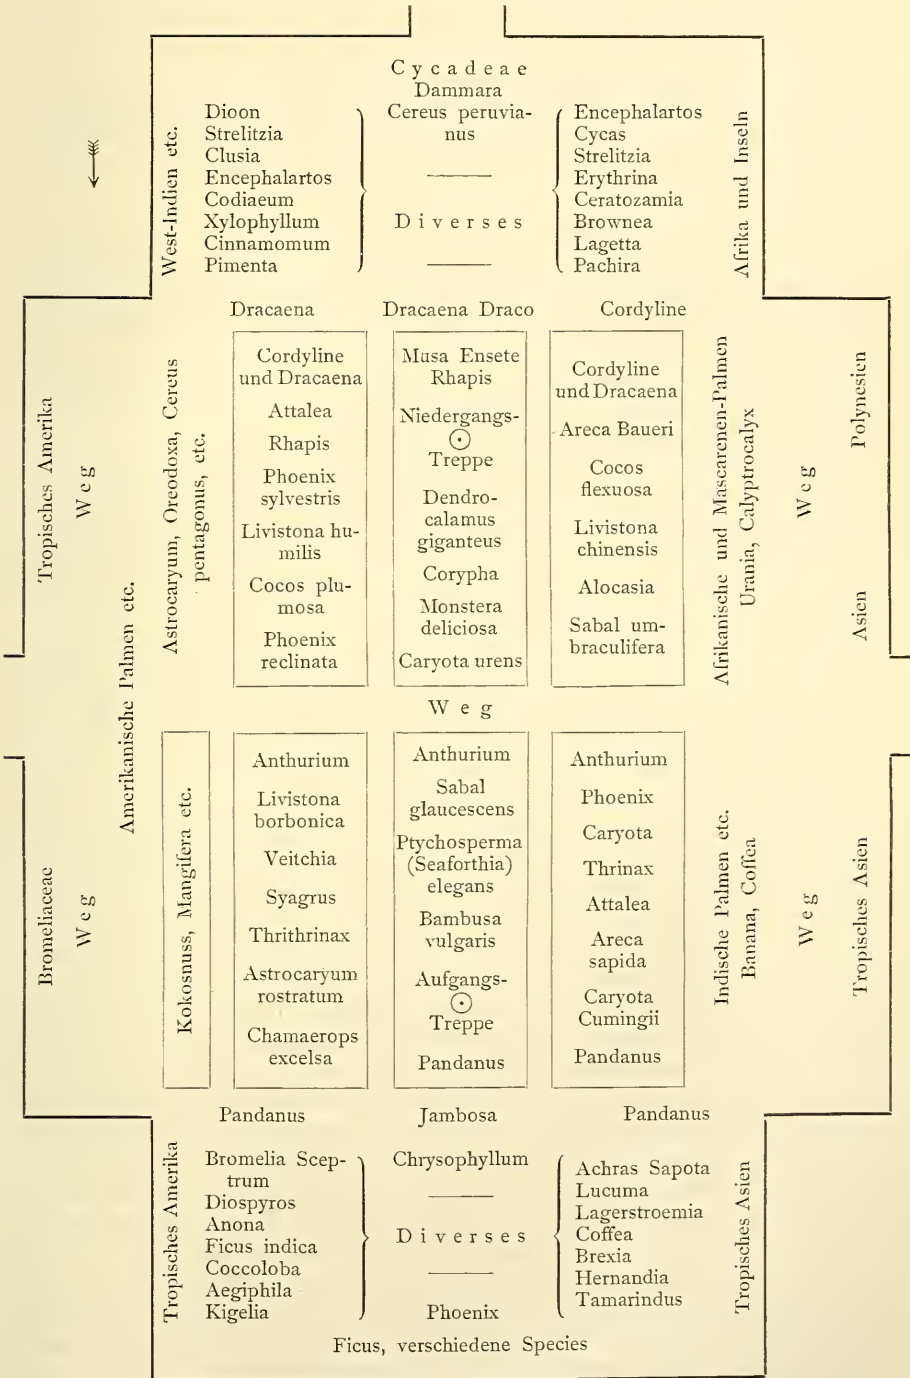 Cycadeae
Dammara
Cereus peruvia-
nus
Diverses
West-Indien etc.
Dioon
Strelitzia
Clusia
Encephalartos
Codiaeum
Xylophyllum
Cinnamomum
Pimenta
Encephalartos
Cycas
Strelitzia
Erythrina
Ceratozamia
Brownea
Lagetta
Pachira
Afrika und Inseln
Dracaena
Dracaena Draco
Cordyline
Tropisches Amerika
Weg
Amerikanische Palmen etc.
Astrocaryum, Oreodoxa, Cereus
pentagonus, etc.
Cordyline
und Dracaena
Attalea
Rhapis
Phoenix
sylvestris
Livistona hu-
milis
Cocos plu-
mosa
Phoenix
reclinata
Musa Ensete
Rhapis
Niedergangs-
Treppe
Dendro-
calamus
giganteus
Corypha
Monstera
deliciosa
Caryota urens
Cordyline
und Dracaena
Areca Baueri
Cocos
flexuosa
Livistona
chinensis
Alocasia
Sabal um-
braculifera
Afrikanische und Mascarenen-Palmen
Urania, Calyptrocalyx
Weg
Polynesien
Asien
Weg
Bromeliaceae
Weg
Kokosnuss, Mangifera etc.
Anthurium
Livistona
borbonica
Veitchia
Syagrus
Thrithrinax
Astrocaryum
rostratum
Chamaerops
excelsa
Anthurium
Sabal
glaucescens
Ptychosperma
(Seaforthia)
elegans
Bambusa
vulgaris
Aufgangs-
Treppe
Pandanus
Anthurium
Phoenix
Caryota
Thrinax
Attalea
Areca
sapida
Caryota
Cumingii
Pandanus
Indische Palmen etc.
Banana, Coffea
Weg
Tropisches Asien
Pandanus
Jambosa
Pandanus
Tropisches Amerika
Bromelia Scep-
trum
Diospyros
Anona
Ficus indica
Coccoloba
Aegiphila
Kigelia
Chrysophyllum
Diverses
Phoenix
Achras Sapota
Lucuma
Lagerstroemia
Coffea
Brexia
Hernandia
Tamarindus
Tropisches Asien
Ficus, verschiedene Species